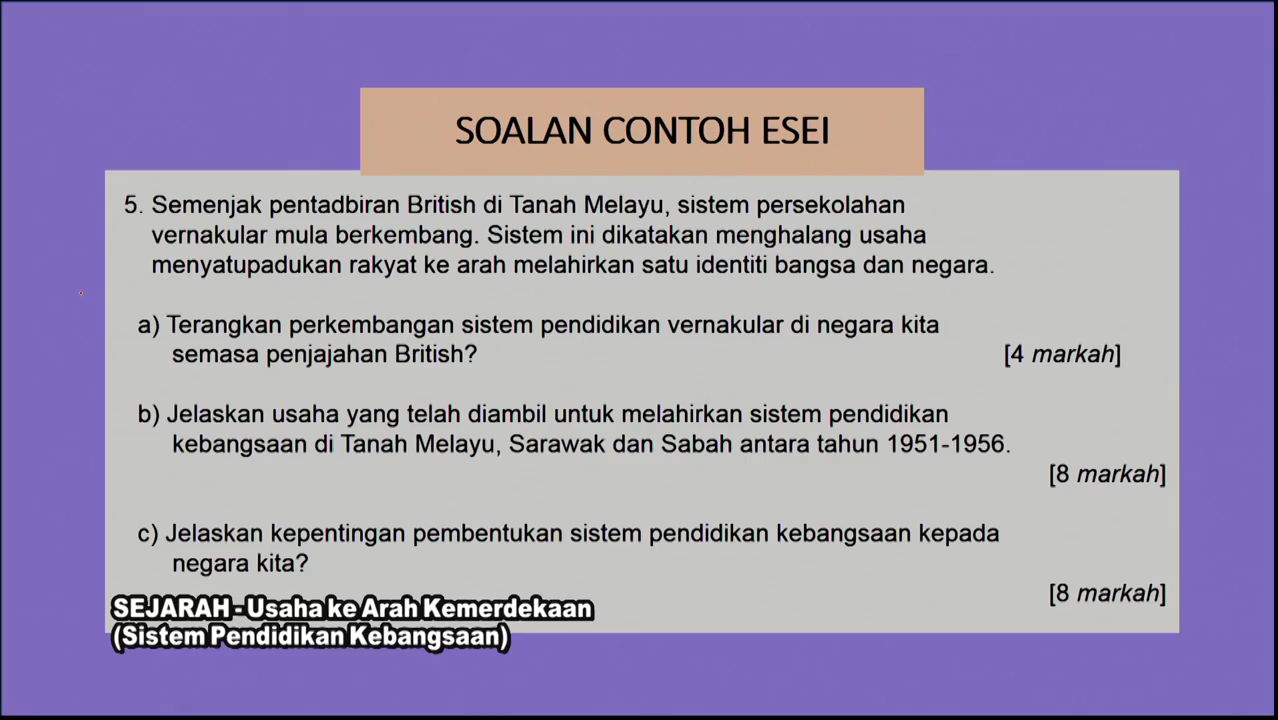 SOALAN CONTOH ESEI
5. Semenjak pentadbiran British di Tanah Melayu, sistem persekolahan
vernakular mula berkembang. Sistem ini dikatakan menghalang usaha
menyatupadukan rakyat ke arah melahirkan satu identiti bangsa dan negara.
a) Terangkan perkembangan sistem pendidikan vernakular di negara kita
semasa penjajahan British? [4 markah]
b) Jelaskan usaha yang telah diambil untuk melahirkan sistem pendidikan
kebangsaan di Tanah Melayu, Sarawak dan Sabah antara tahun 1951-1956.
[8 markah]
c) Jelaskan kepentingan pembentukan sistem pendidikan kebangsaan kepada
negara kita?
[8 markah]
SEJARAH - Usaha ke Arah Kemerdekaan
(Sistem Pendidikan Kebangsaan)